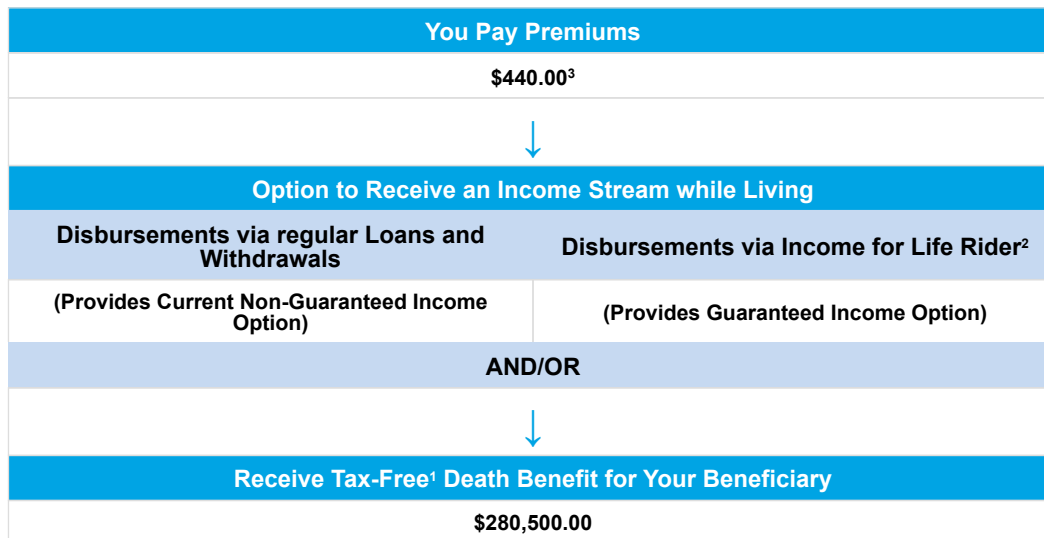 You Pay Premiums
$440.00³
↓
Option to Receive an Income Stream while Living
Disbursements via regular Loans and
Withdrawals
Disbursements via Income for Life Rider²
(Provides Current Non-Guaranteed Income
Option)
(Provides Guaranteed Income Option)
AND/OR
↓
Receive Tax-Free¹ Death Benefit for Your Beneficiary
$280,500.00